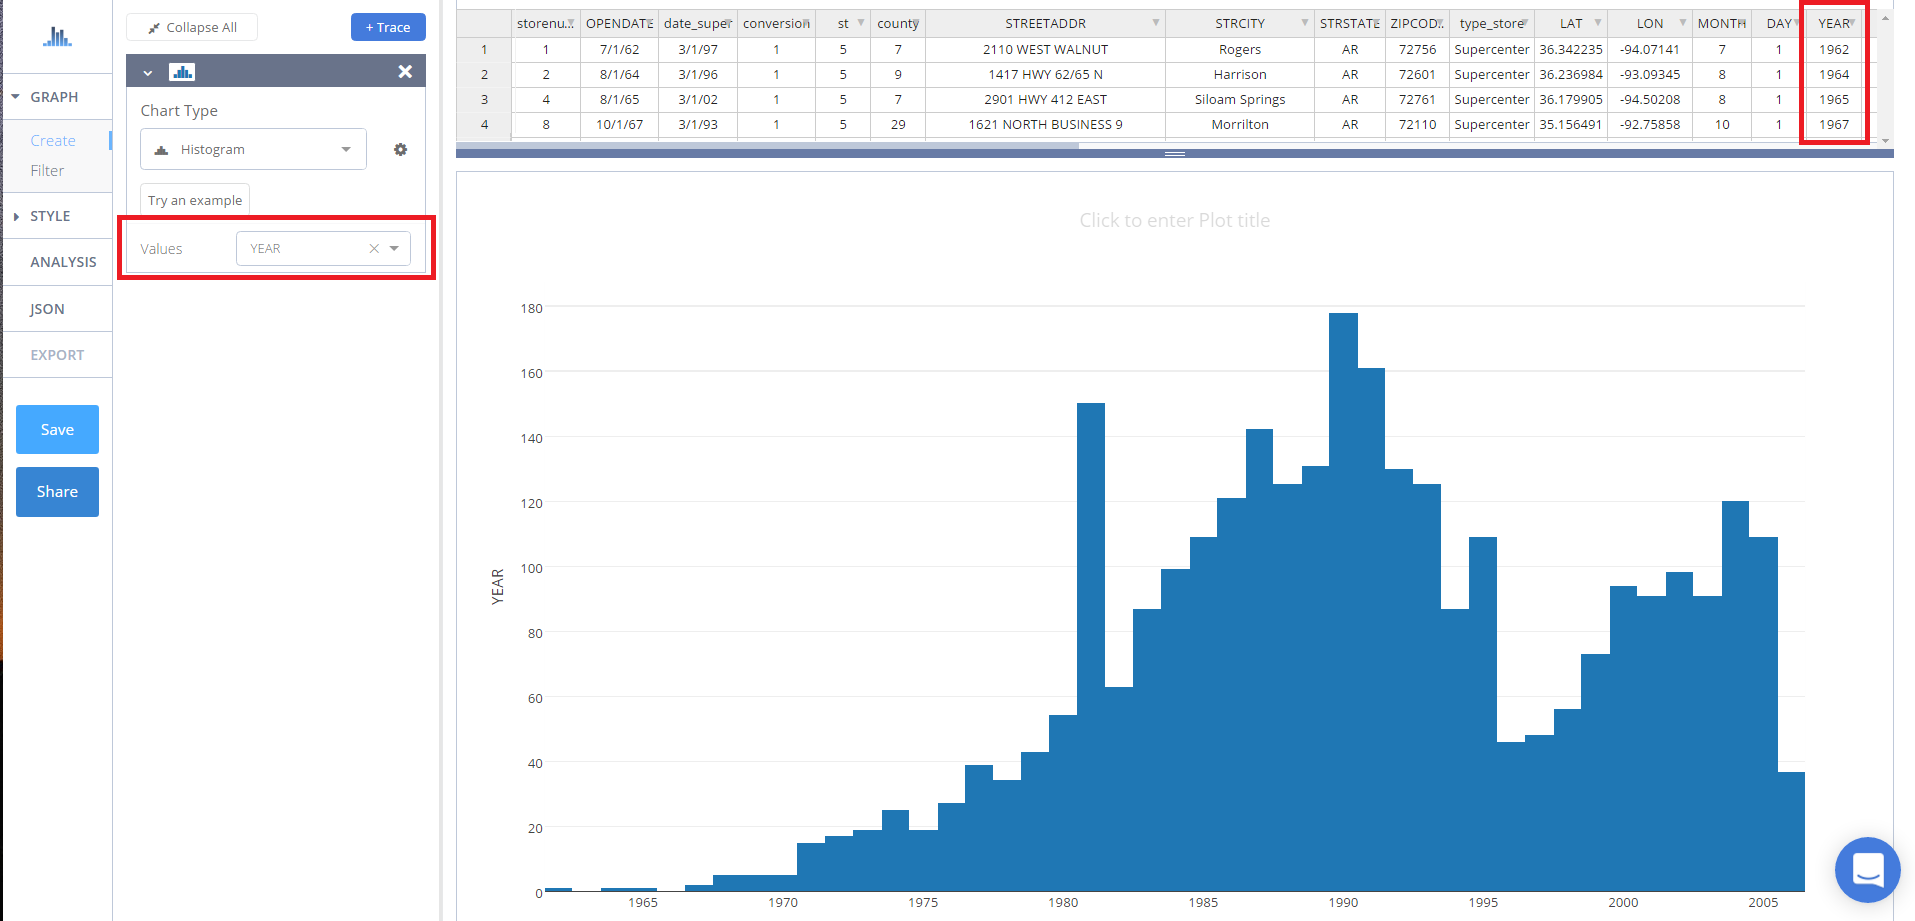 Collapse All
+ Trace
GRAPH
Create
Filter
STYLE
ANALYSIS
JSON
EXPORT
Save
Share
Chart Type
Histogram
Try an example
Values YEAR
storenu... OPENDATE date_super conversion st county STREETADDR STRCITY STRSTATE ZIPCOD... type_store LAT LON MONTH DAY YEAR
1 1 7/1/62 3/1/97 1 5 7 2110 WEST WALNUT Rogers AR 72756 Supercenter 36.342235 -94.07141 7 1 1962
2 2 8/1/64 3/1/96 1 5 9 1417 HWY 62/65 N Harrison AR 72601 Supercenter 36.236984 -93.09345 8 1 1964
3 4 8/1/65 3/1/02 1 5 7 2901 HWY 412 EAST Siloam Springs AR 72761 Supercenter 36.179905 -94.50208 8 1 1965
4 8 10/1/67 3/1/93 1 5 29 1621 NORTH BUSINESS 9 Morrilton AR 72110 Supercenter 35.156491 -92.75858 10 1 1967
Click to enter Plot title
180
160
140
120
100
80
60
40
20
0
YEAR
1965 1970 1975 1980 1985 1990 1995 2000 2005